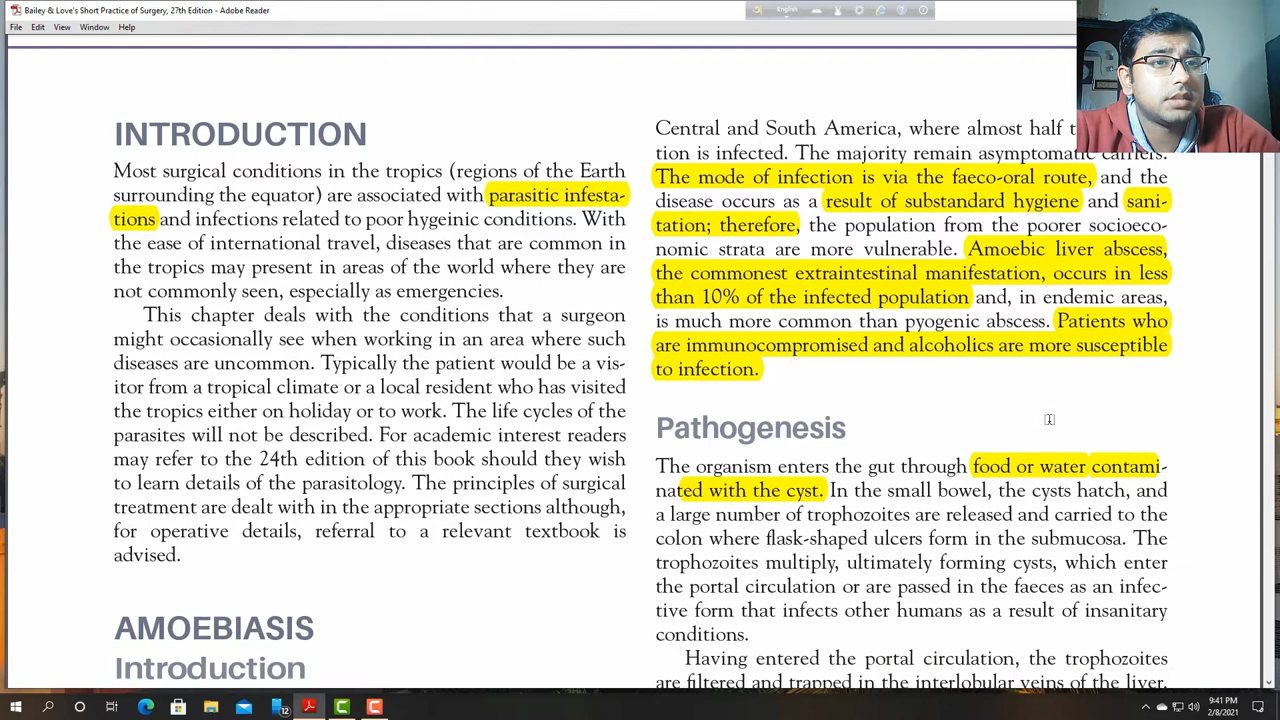 Bailey & Love's Short Practice of Surgery, 27th Edition - Adobe Reader
English
File Edit View Window Help
INTRODUCTION
Most surgical conditions in the tropics (regions of the Earth
surrounding the equator) are associated with parasitic infesta-
tions and infections related to poor hygeinic conditions. With
the ease of international travel, diseases that are common in
the tropics may present in areas of the world where they are
not commonly seen, especially as emergencies.
This chapter deals with the conditions that a surgeon
might occasionally see when working in an area where such
diseases are uncommon. Typically the patient would be a vis-
itor from a tropical climate or a local resident who has visited
the tropics either on holiday or to work. The life cycles of the
parasites will not be described. For academic interest readers
may refer to the 24th edition of this book should they wish
to learn details of the parasitology. The principles of surgical
treatment are dealt with in the appropriate sections although,
for operative details, referral to a relevant textbook is
advised.
AMOEBIASIS
Introduction
Central and South America, where almost half
tion is infected. The majority remain asymptomatic carriers.
The mode of infection is via the faeco-oral route, and the
disease occurs as a result of substandard hygiene and sani-
tation; therefore, the population from the poorer socioeco-
nomic strata are more vulnerable. Amoebic liver abscess,
the commonest extraintestinal manifestation, occurs in less
than 10% of the infected population and, in endemic areas,
is much more common than pyogenic abscess. Patients who
are immunocompromised and alcoholics are more susceptible
to infection.
Pathogenesis
The organism enters the gut through food or water contami-
nated with the cyst. In the small bowel, the cysts hatch, and
a large number of trophozoites are released and carried to the
colon where flask-shaped ulcers form in the submucosa. The
trophozoites multiply, ultimately forming cysts, which enter
the portal circulation or are passed in the faeces as an infec-
tive form that infects other humans as a result of insanitary
conditions.
Having entered the portal circulation, the trophozoites
are filtered and trapped in the interlobular veins of the liver.
12
9:41 PM
2/8/2021